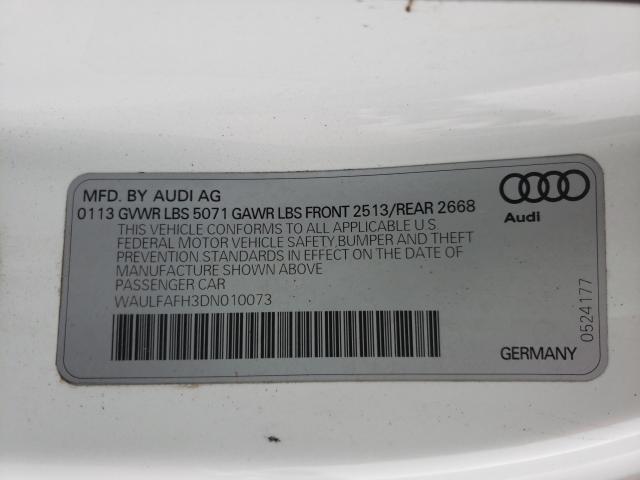 MFD. BY AUDI AG
0113 GVWR LBS 5071 GAWR LBS FRONT 2513/REAR 2668
THIS VEHICLE CONFORMS TO ALL APPLICABLE U.S.
FEDERAL MOTOR VEHICLE SAFETY, BUMPER AND THEFT
PREVENTION STANDARDS IN EFFECT ON THE DATE OF
MANUFACTURE SHOWN ABOVE
PASSENGER CAR
WAULFAFH3DN010073
Audi
0524177
GERMANY